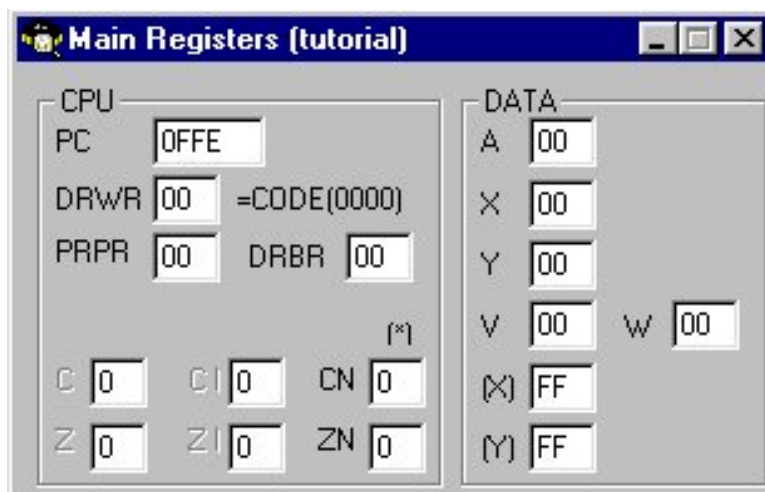 Main Registers (tutorial)
CPU
PC 0FFE
DRWR 00 =CODE(0000)
PRPR 00 DRBR 00
(*)
C 0 CI 0 CN 0
Z 0 ZI 0 ZN 0
DATA
A 00
X 00
Y 00
V 00 W 00
(X) FF
(Y) FF